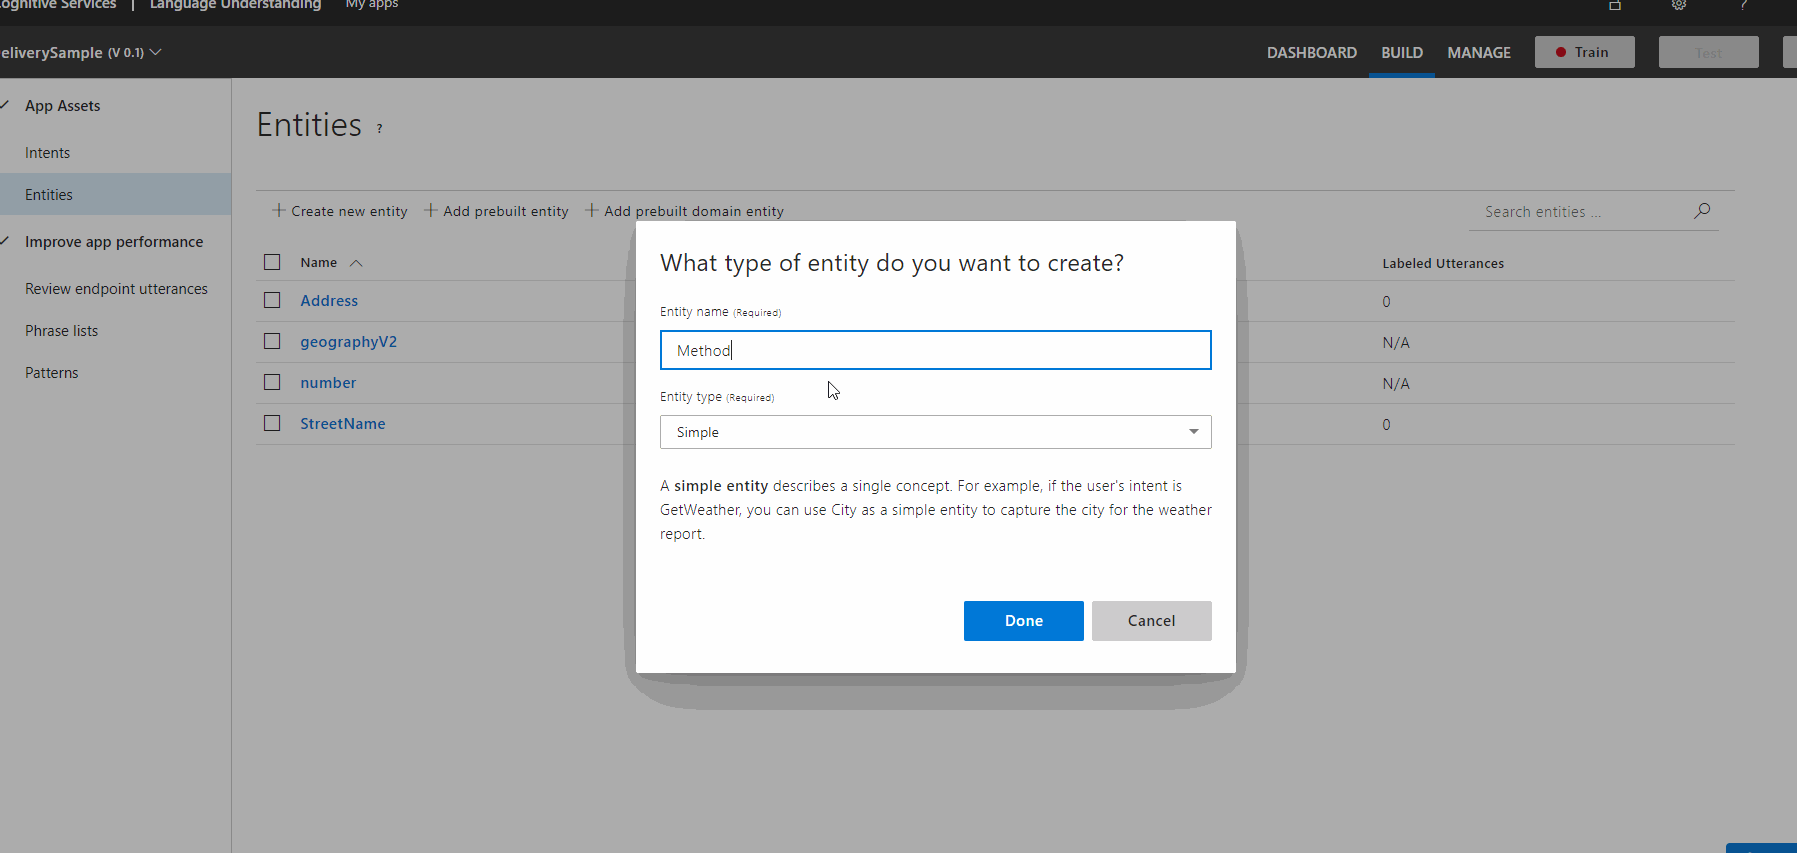 ognitive Services | Language Understanding My apps ?
eliverySample (V 0.1) DASHBOARD BUILD MANAGE Train Test
App Assets
Intents
Entities
Improve app performance
Review endpoint utterances
Phrase lists
Patterns
Entities ?
+ Create new entity + Add prebuilt entity + Add prebuilt domain entity Search entities ...
Name Labeled Utterances
Address 0
geographyV2 N/A
number N/A
StreetName 0
What type of entity do you want to create?
Entity name (Required)
Method
Entity type (Required)
Simple
A simple entity describes a single concept. For example, if the user's intent is
GetWeather, you can use City as a simple entity to capture the city for the weather
report.
Done Cancel